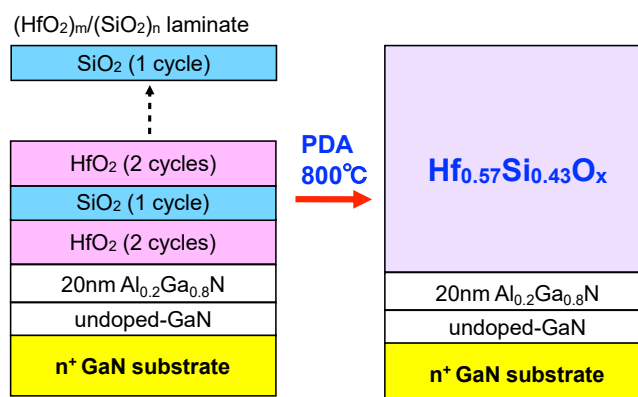 (HfO₂)ₘ/(SiO₂)ₙ laminate
SiO₂ (1 cycle)
HfO₂ (2 cycles)
SiO₂ (1 cycle)
HfO₂ (2 cycles)
20nm Al₀.₂Ga₀.₈N
undoped-GaN
n⁺ GaN substrate
PDA
800℃
Hf₀.₅₇Si₀.₄₃Oₓ
20nm Al₀.₂Ga₀.₈N
undoped-GaN
n⁺ GaN substrate